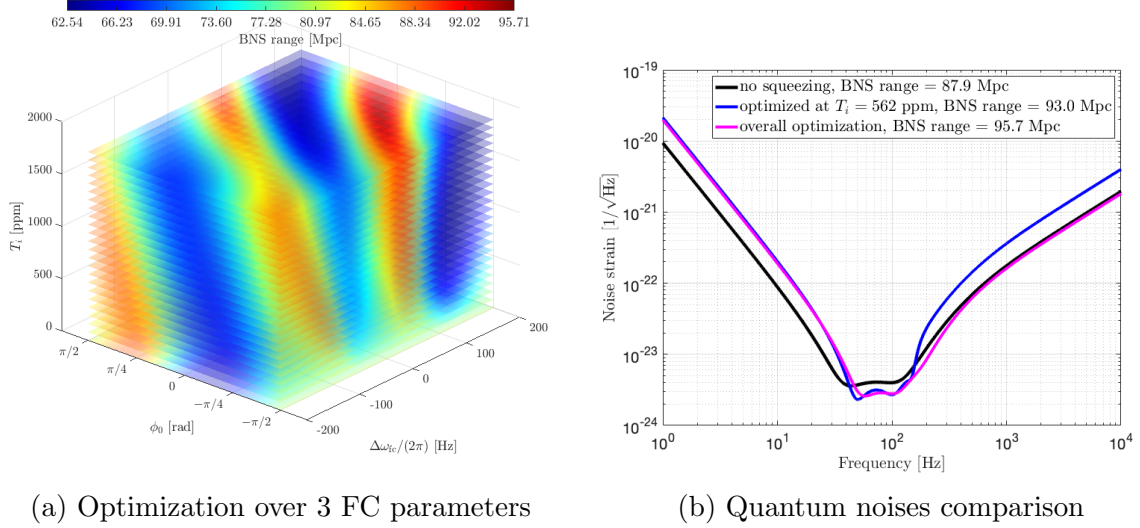 62.54 66.23 69.91 73.60 77.28 80.97 84.65 88.34 92.02 95.71
BNS range [Mpc]
2000
1500
1000
500
0
T_i [ppm]
π/2
π/4
0
−π/4
−π/2
ϕ_0 [rad]
-200
-100
0
100
200
Δω_fc/(2π) [Hz]
(a) Optimization over 3 FC parameters
10^-19
10^-20
10^-21
10^-22
10^-23
10^-24
Noise strain [1/√Hz]
no squeezing, BNS range = 87.9 Mpc
optimized at T_i = 562 ppm, BNS range = 93.0 Mpc
overall optimization, BNS range = 95.7 Mpc
10^0 10^1 10^2 10^3 10^4
Frequency [Hz]
(b) Quantum noises comparison